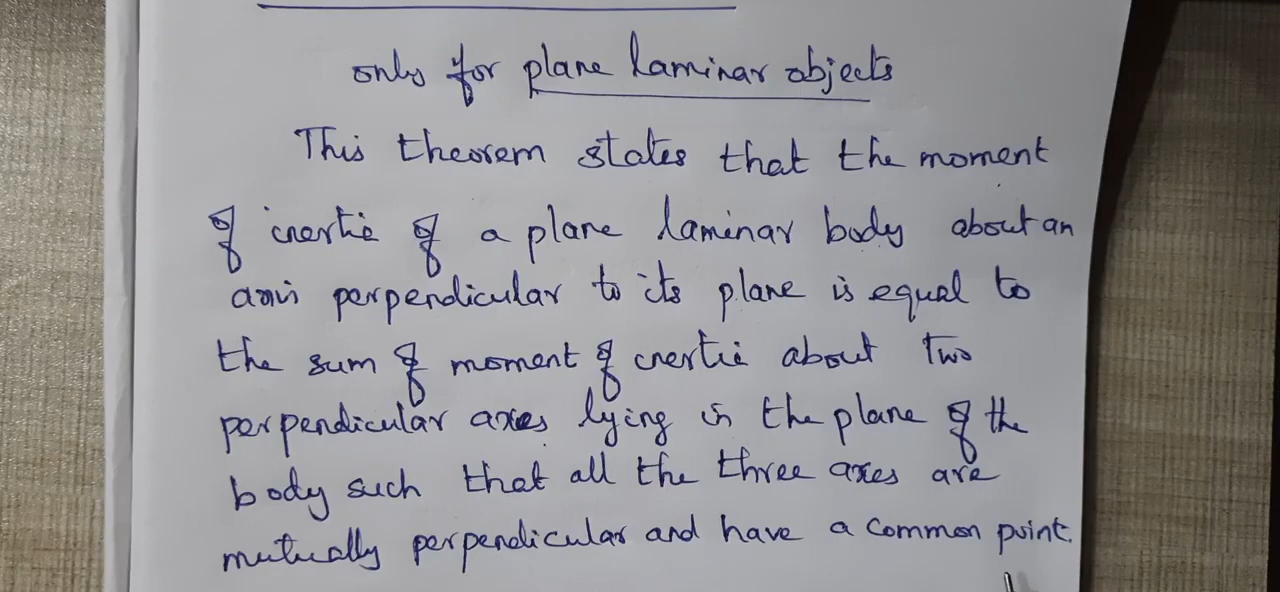 only for plane laminar objects
This theorem states that the moment
of inertia of a plane laminar body about an
axis perpendicular to its plane is equal to
the sum of moment of inertia about two
perpendicular axes lying in the plane of the
body such that all the three axes are
mutually perpendicular and have a common point.